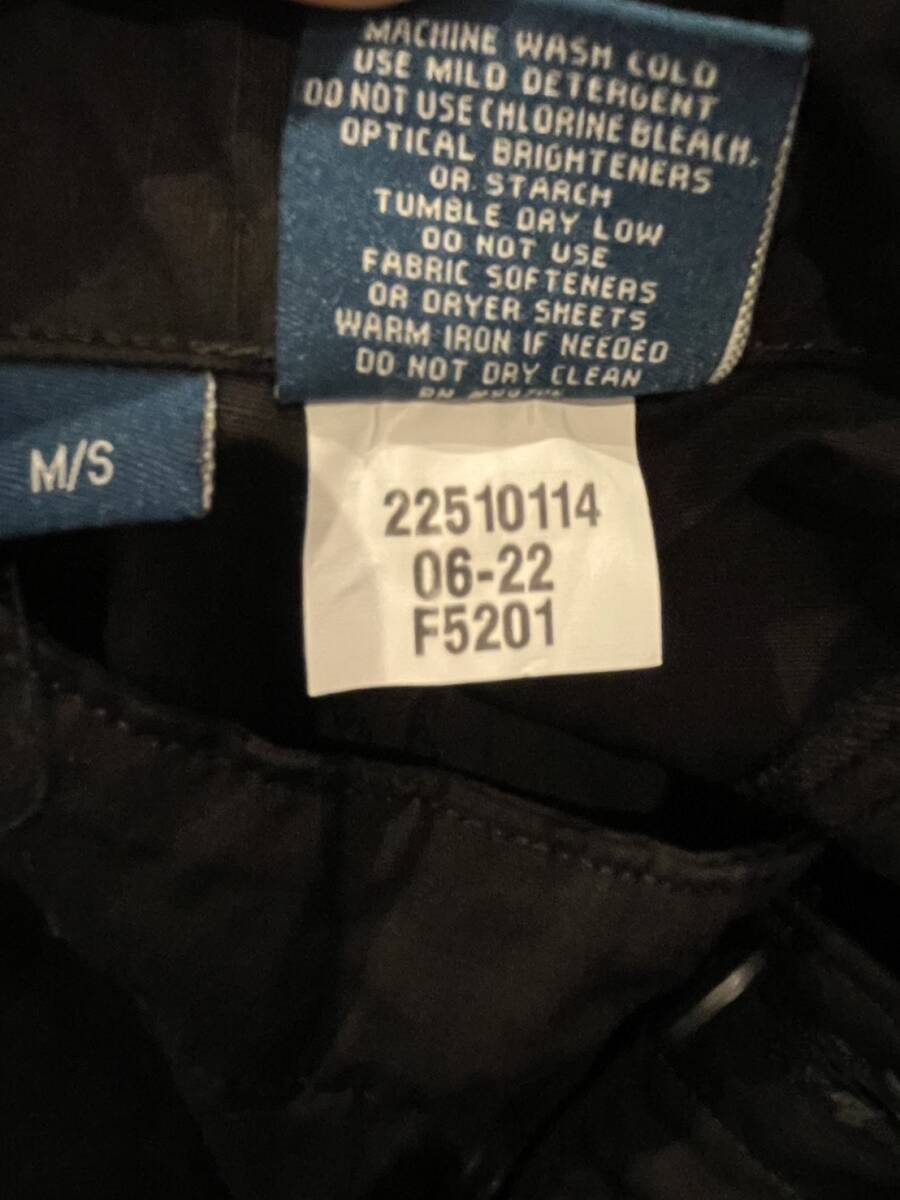 MACHINE WASH COLD
USE MILD DETERGENT
DO NOT USE CHLORINE BLEACH,
OPTICAL BRIGHTENERS
OR STARCH
TUMBLE DRY LOW
DO NOT USE
FABRIC SOFTENERS
OR DRYER SHEETS
WARM IRON IF NEEDED
DO NOT DRY CLEAN
M/S
22510114
06-22
F5201